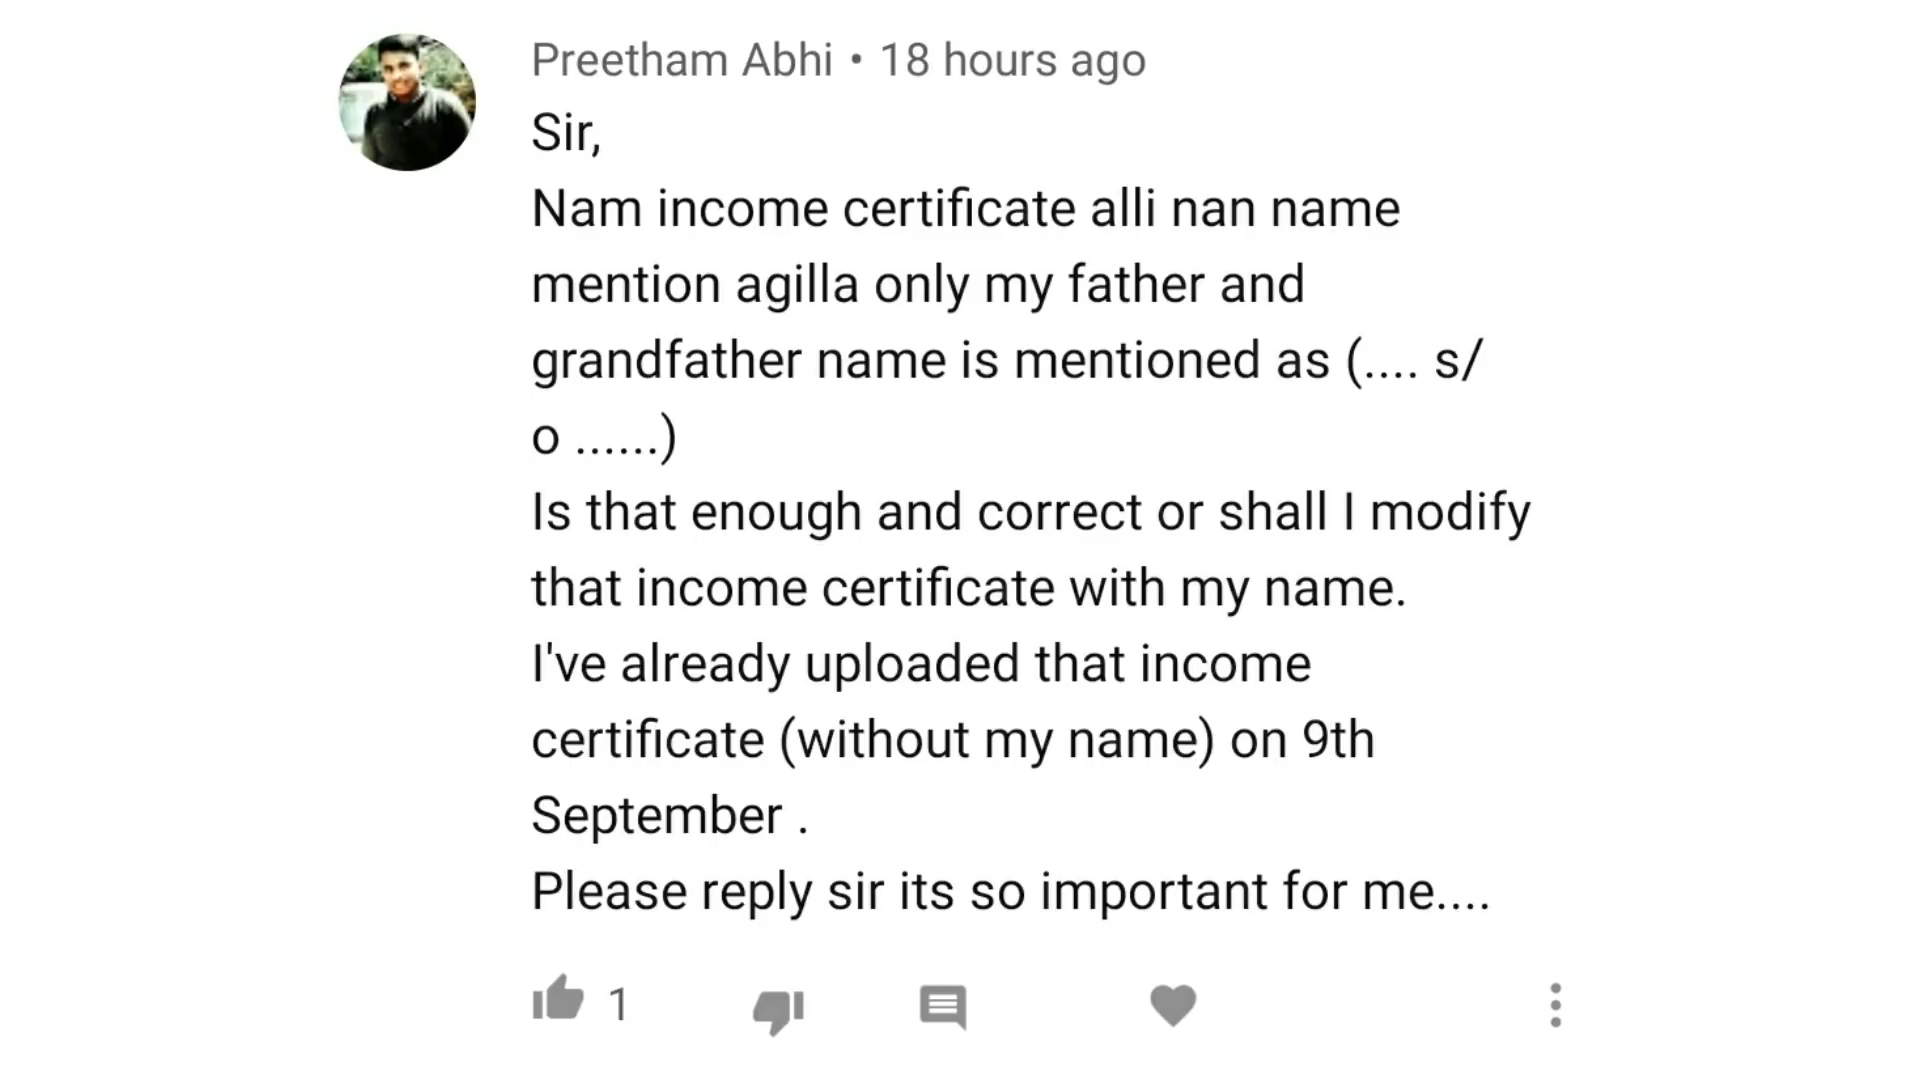 Preetham Abhi • 18 hours ago
Sir,
Nam income certificate alli nan name
mention agilla only my father and
grandfather name is mentioned as (.... s/
o ......)
Is that enough and correct or shall I modify
that income certificate with my name.
I've already uploaded that income
certificate (without my name) on 9th
September .
Please reply sir its so important for me....
1